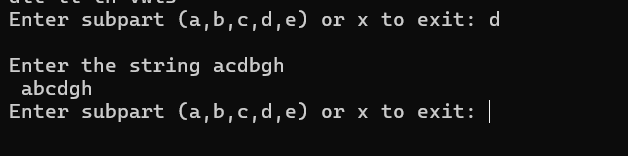 Enter subpart (a,b,c,d,e) or x to exit: d
Enter the string acdbgh
abcdgh
Enter subpart (a,b,c,d,e) or x to exit: